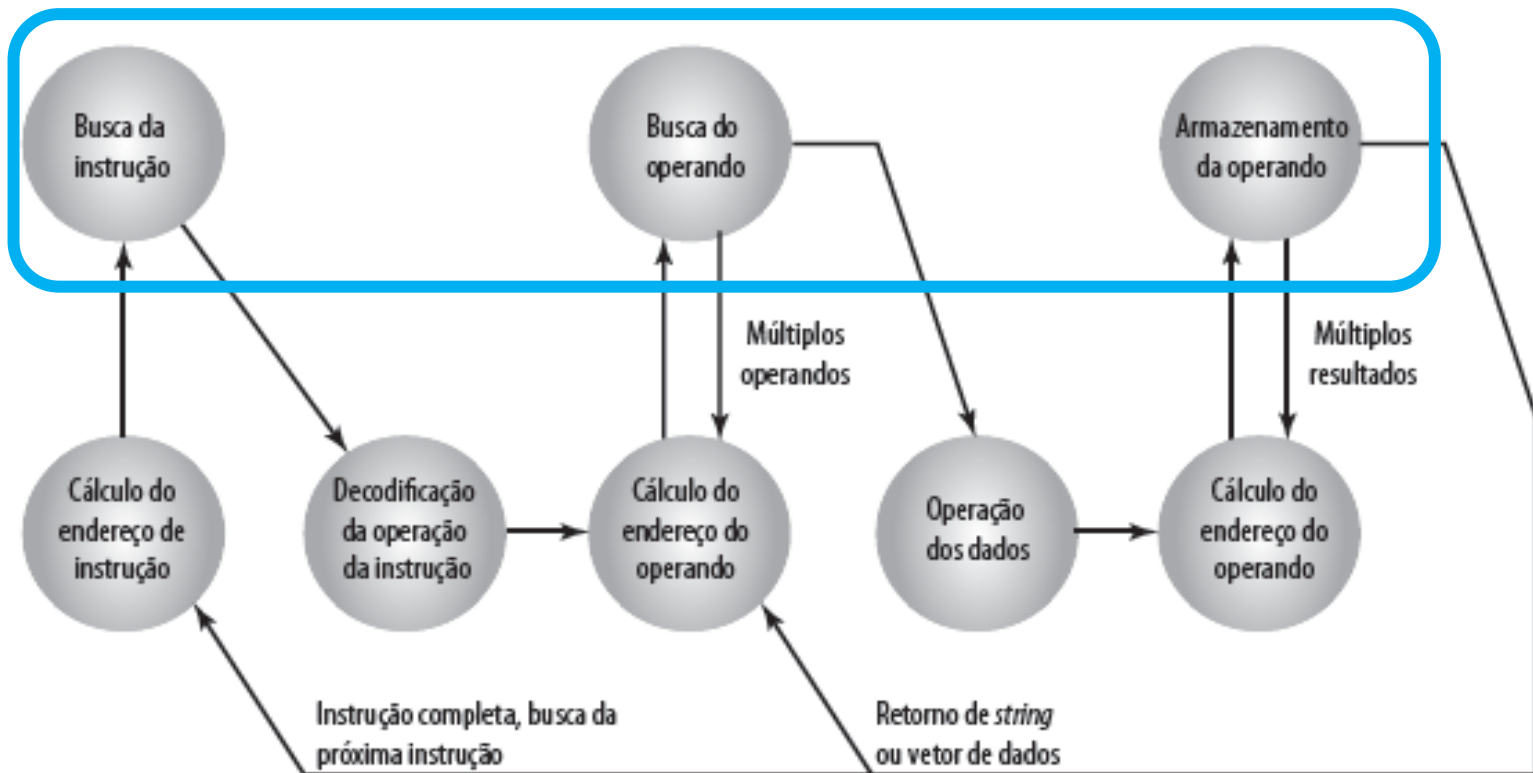 Busca da
instrução
Busca do
operando
Armazenamento
da operando
Múltiplos
operandos
Múltiplos
resultados
Cálculo do
endereço de
instrução
Decodificação
da operação
da instrução
Cálculo do
endereço do
operando
Operação
dos dados
Cálculo do
endereço do
operando
Instrução completa, busca da
próxima instrução
Retorno de string
ou vetor de dados